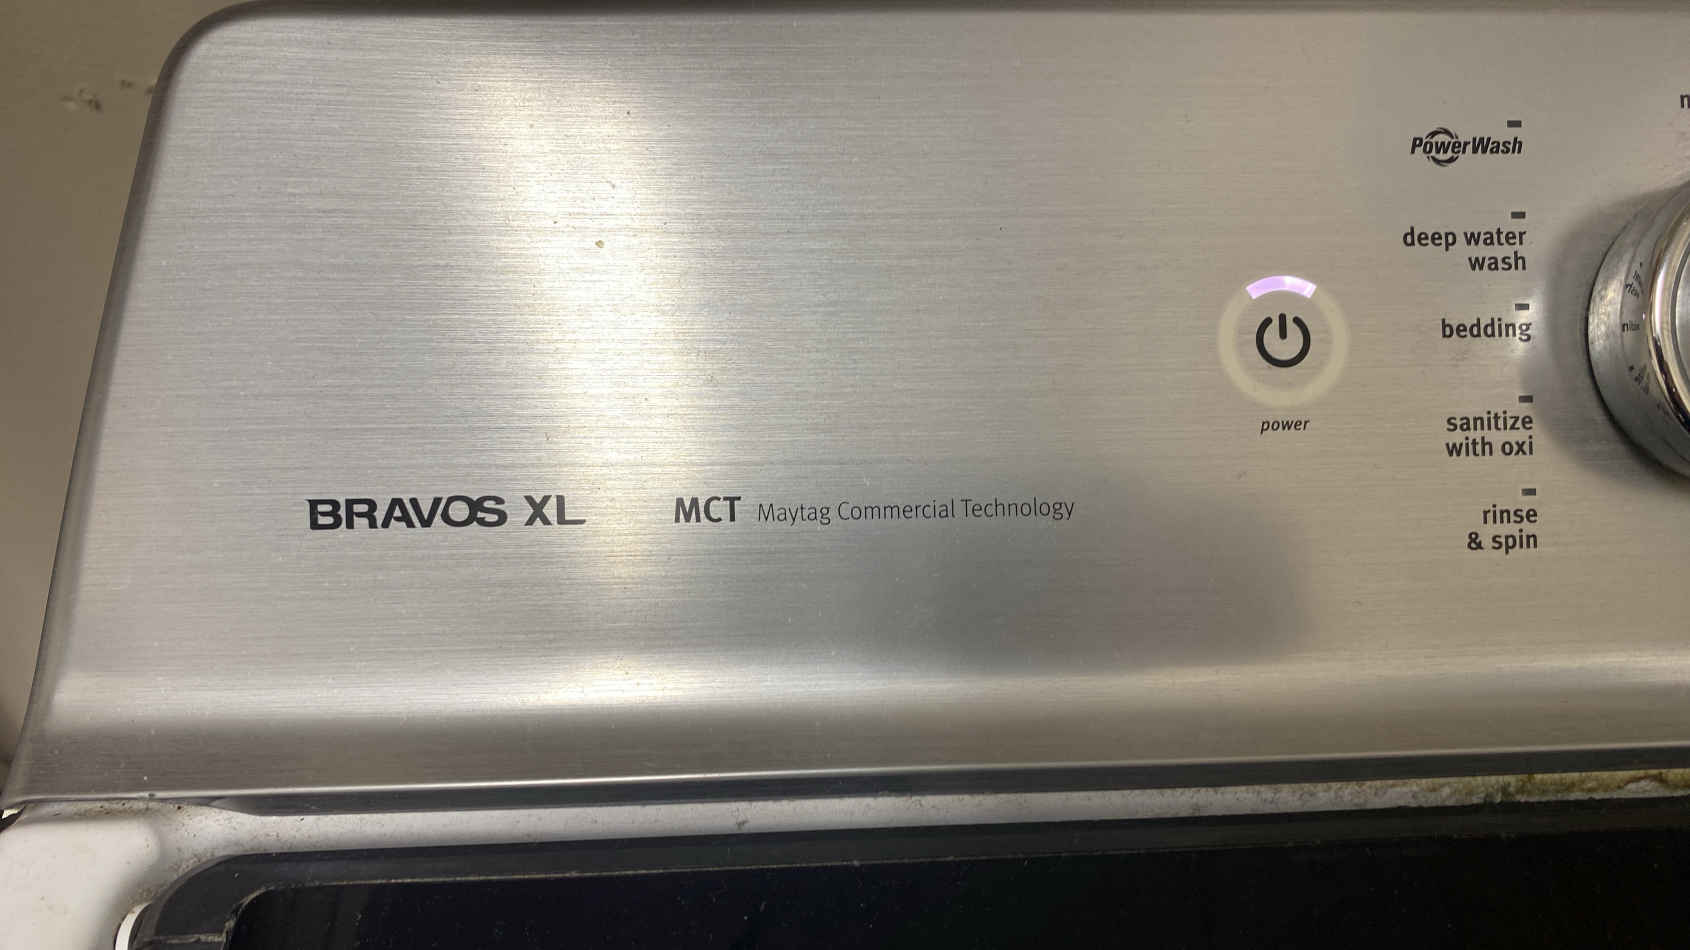 PowerWash
deep water
wash
bedding
power
sanitize
with oxi
BRAVOS XL
MCT Maytag Commercial Technology
rinse
& spin